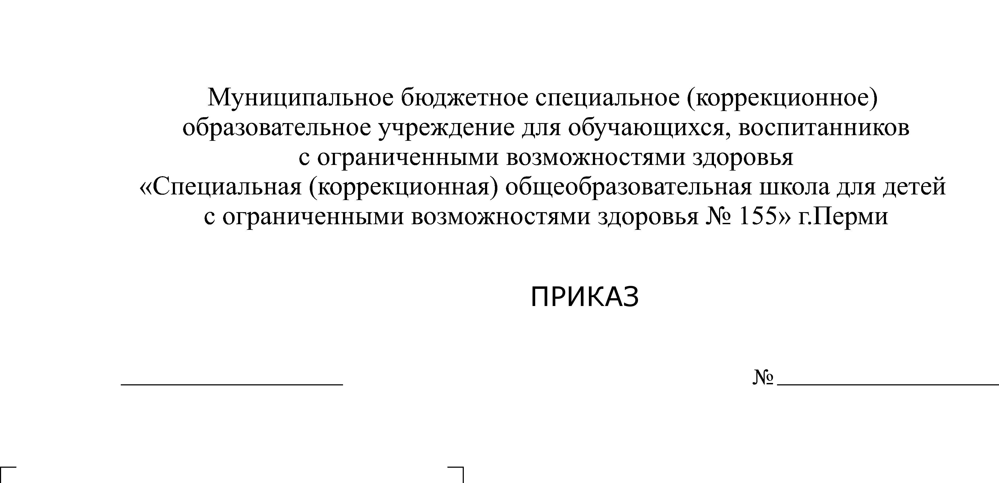 Муниципальное бюджетное специальное (коррекционное)
образовательное учреждение для обучающихся, воспитанников
с ограниченными возможностями здоровья
«Специальная (коррекционная) общеобразовательная школа для детей
с ограниченными возможностями здоровья № 155» г.Перми
ПРИКАЗ
№